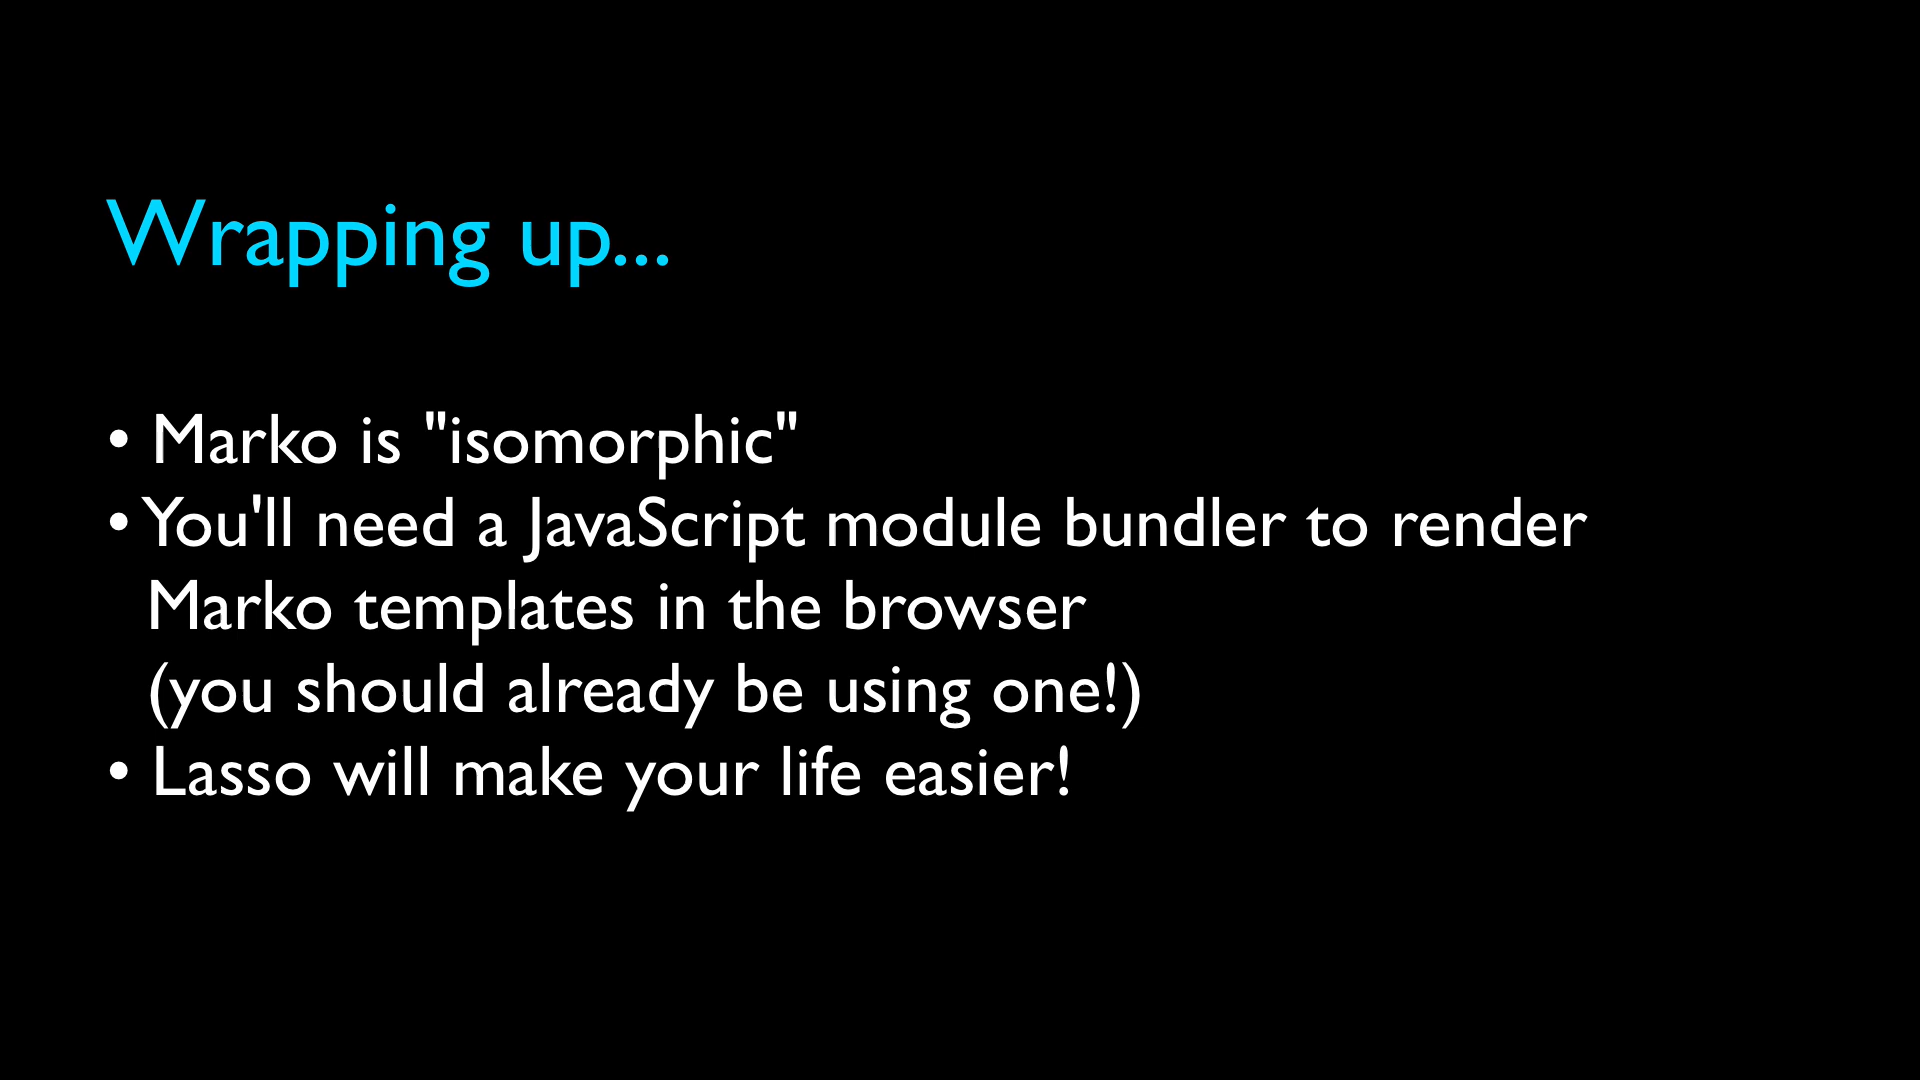 Wrapping up...
• Marko is "isomorphic"
• You'll need a JavaScript module bundler to render
Marko templates in the browser
(you should already be using one!)
• Lasso will make your life easier!